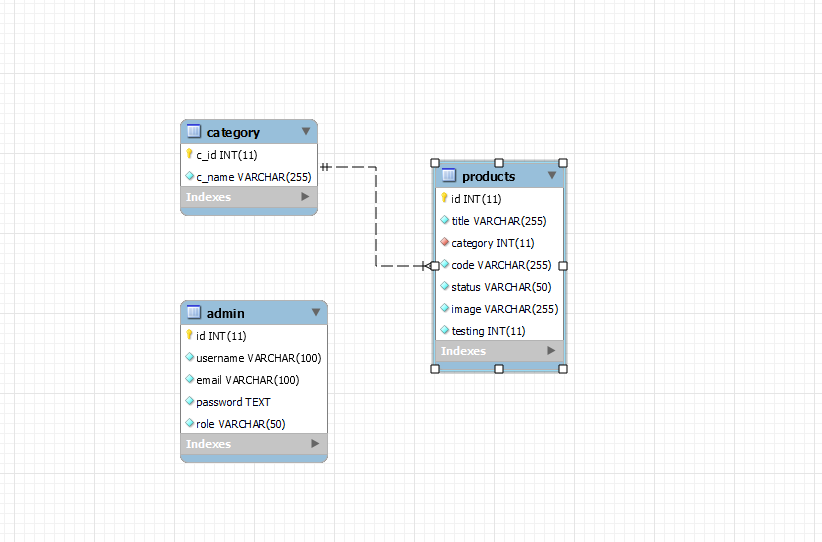 category
c_id INT(11)
c_name VARCHAR(255)
Indexes
products
id INT(11)
title VARCHAR(255)
category INT(11)
code VARCHAR(255)
status VARCHAR(50)
image VARCHAR(255)
testing INT(11)
Indexes
admin
id INT(11)
username VARCHAR(100)
email VARCHAR(100)
password TEXT
role VARCHAR(50)
Indexes